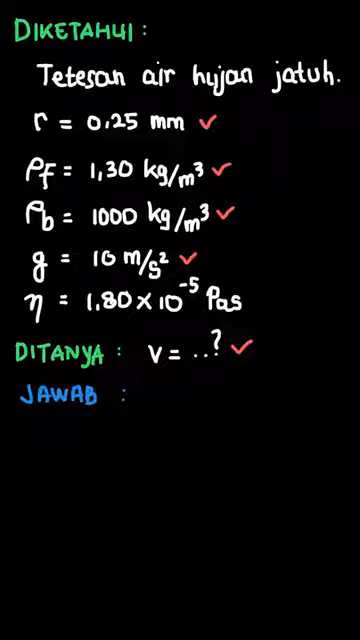 DIKETAHUI :
Tetesan air hujan jatuh.
r = 0.25 mm ✓
ρf = 1,30 kg/m³ ✓
ρb = 1000 kg/m³ ✓
g = 10 m/s² ✓
η = 1.80 × 10⁻⁵ Pas
DITANYA : v = ..? ✓
JAWAB :